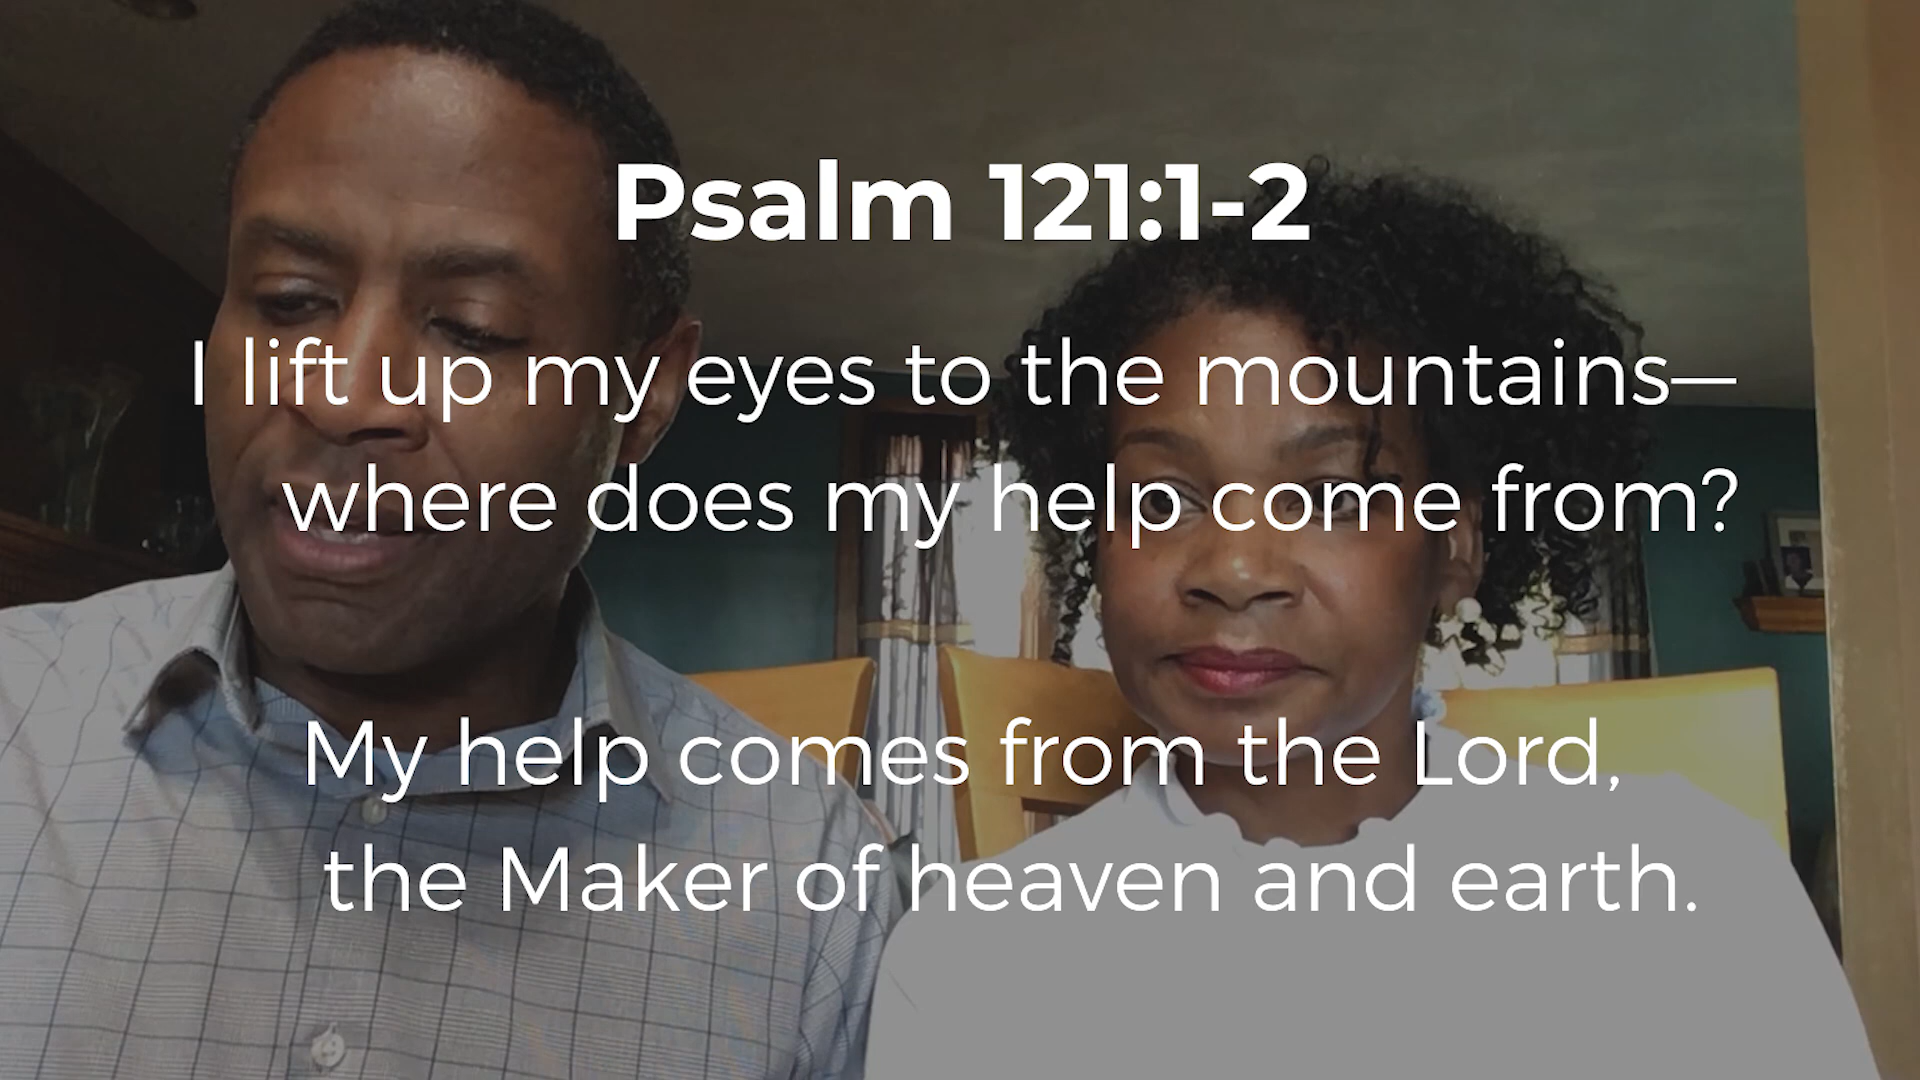 Psalm 121:1-2
I lift up my eyes to the mountains—
where does my help come from?
My help comes from the Lord,
the Maker of heaven and earth.